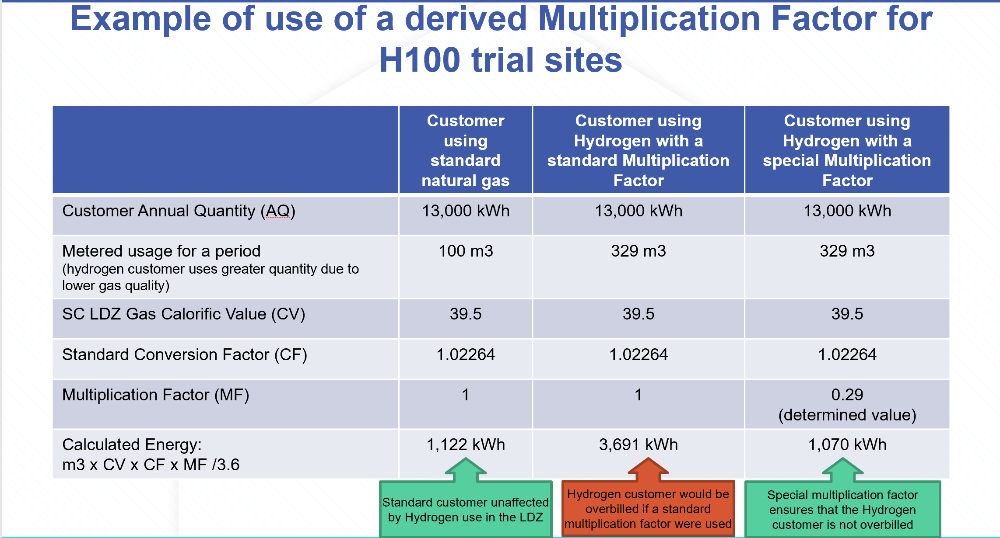 Example of use of a derived Multiplication Factor for
H100 trial sites
Customer
using
standard
natural gas
Customer using
Hydrogen with a
standard Multiplication
Factor
Customer using
Hydrogen with a
special Multiplication
Factor
Customer Annual Quantity (AQ)
13,000 kWh
13,000 kWh
13,000 kWh
Metered usage for a period
(hydrogen customer uses greater quantity due to
lower gas quality)
100 m3
329 m3
329 m3
SC LDZ Gas Calorific Value (CV)
39.5
39.5
39.5
Standard Conversion Factor (CF)
1.02264
1.02264
1.02264
Multiplication Factor (MF)
1
1
0.29
(determined value)
Calculated Energy:
m3 x CV x CF x MF /3.6
1,122 kWh
3,691 kWh
1,070 kWh
Standard customer unaffected
by Hydrogen use in the LDZ
Hydrogen customer would be
overbilled if a standard
multiplication factor were used
Special multiplication factor
ensures that the Hydrogen
customer is not overbilled